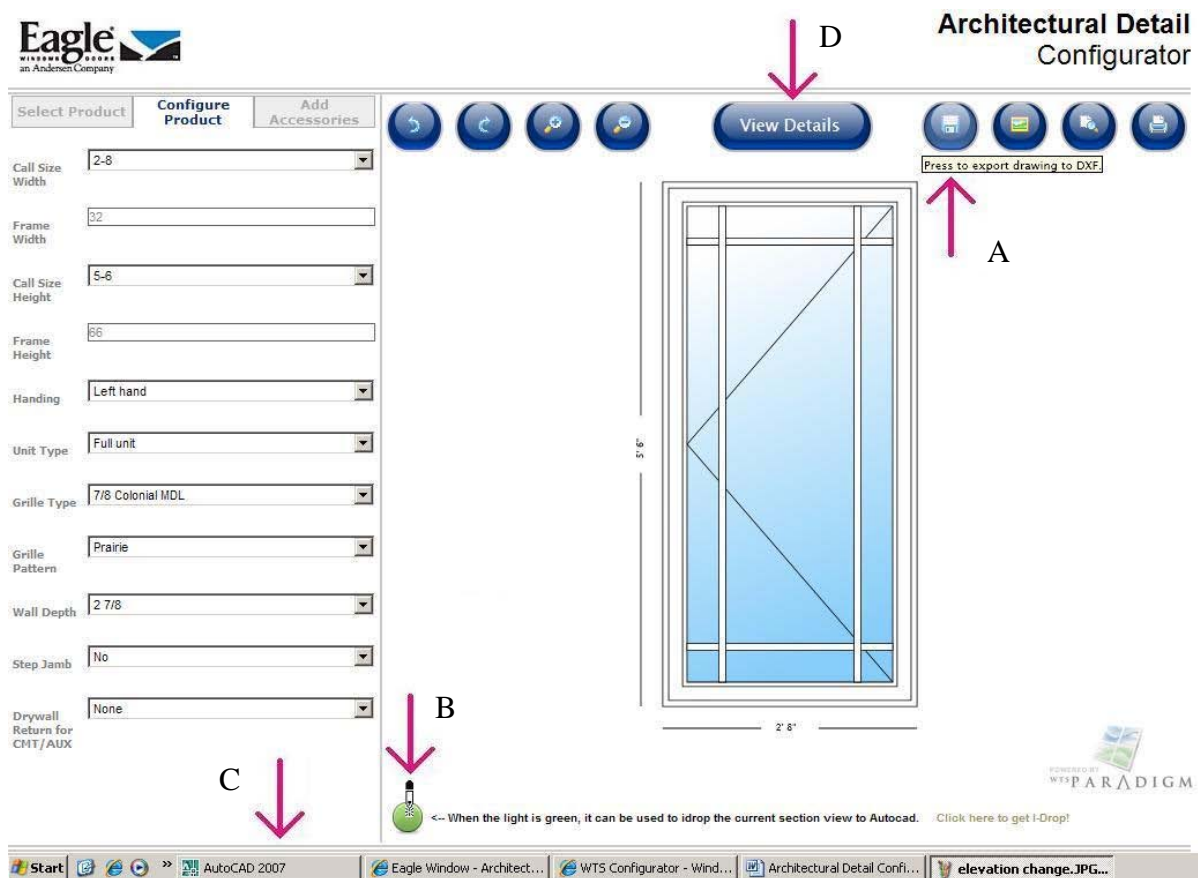 Eagle
WINDOWS DOORS
an Andersen Company
Architectural Detail
Configurator
D
Select Product
Configure Product
Add Accessories
View Details
Press to export drawing to DXF.
A
Call Size Width
2-8
Frame Width
32
Call Size Height
5-6
Frame Height
66
Handing
Left hand
Unit Type
Full unit
Grille Type
7/8 Colonial MDL
Grille Pattern
Prairie
Wall Depth
2 7/8
Step Jamb
No
Drywall Return for CMT/AUX
None
5' 6"
2' 8"
B
C
POWERED BY
WTS PARADIGM
<-- When the light is green, it can be used to idrop the current section view to Autocad.
Click here to get I-Drop!
Start
»
AutoCAD 2007
Eagle Window - Architect...
WTS Configurator - Wind...
Architectural Detail Confi...
elevation change.JPG...